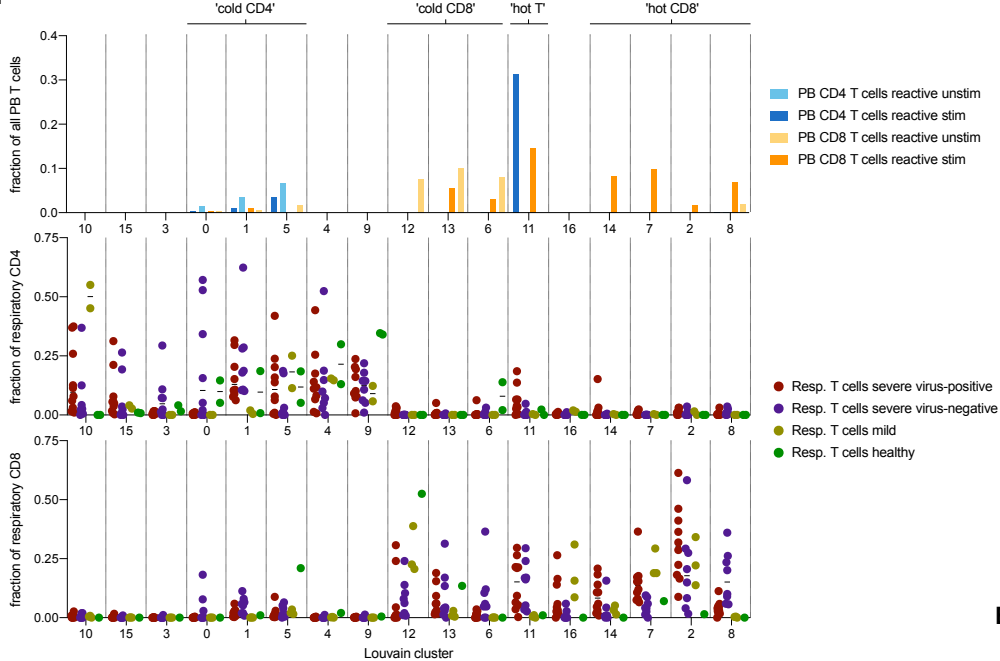 'cold CD4' 'cold CD8' 'hot T' 'hot CD8'
fraction of all PB T cells
0.4
0.3
0.2
0.1
0.0
10 15 3 0 1 5 4 9 12 13 6 11 16 14 7 2 8
PB CD4 T cells reactive unstim
PB CD4 T cells reactive stim
PB CD8 T cells reactive unstim
PB CD8 T cells reactive stim
fraction of respiratory CD4
0.75
0.50
0.25
0.00
10 15 3 0 1 5 4 9 12 13 6 11 16 14 7 2 8
Resp. T cells severe virus-positive
Resp. T cells severe virus-negative
Resp. T cells mild
Resp. T cells healthy
fraction of respiratory CD8
0.75
0.50
0.25
0.00
10 15 3 0 1 5 4 9 12 13 6 11 16 14 7 2 8
Louvain cluster